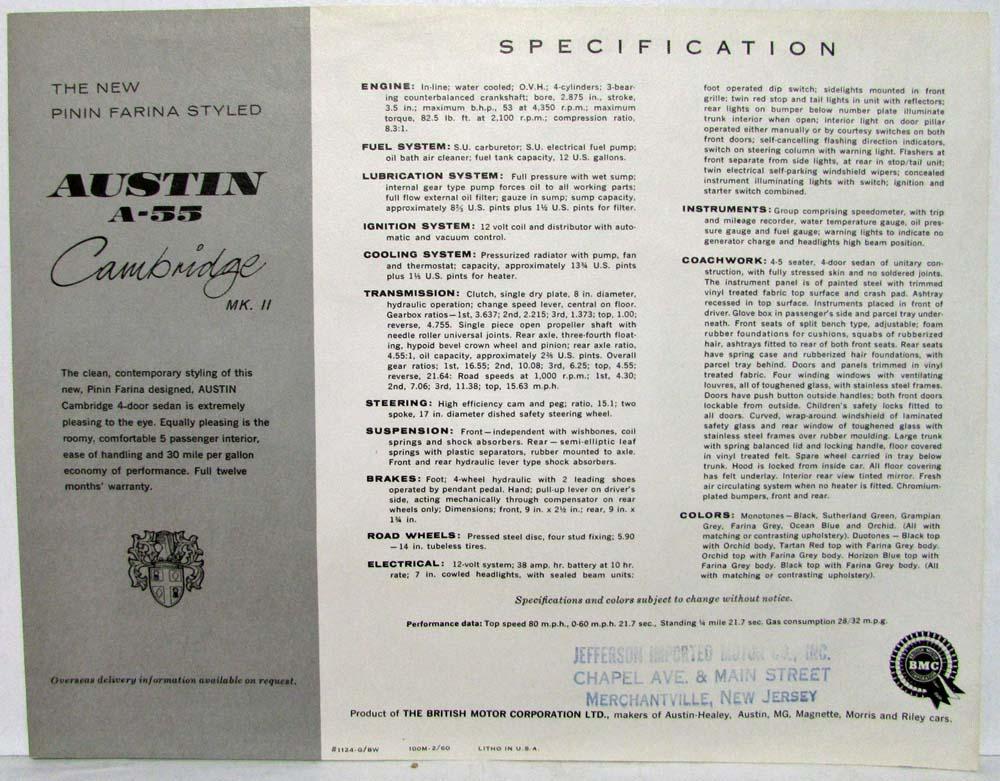 THE NEW
PININ FARINA STYLED
AUSTIN
A-55
Cambridge
MK. II
The clean, contemporary styling of this
new, Pinin Farina designed, AUSTIN
Cambridge 4-door sedan is extremely
pleasing to the eye. Equally pleasing is the
roomy, comfortable 5 passenger interior,
ease of handling and 30 mile per gallon
economy of performance. Full twelve
months' warranty.
Overseas delivery information available on request.
SPECIFICATION
ENGINE: In-line; water cooled; O.V.H.; 4-cylinders; 3-bear-
ing counterbalanced crankshaft; bore, 2.875 in., stroke,
3.5 in.; maximum b.h.p., 53 at 4,350 r.p.m.; maximum
torque, 82.5 lb. ft. at 2,100 r.p.m.; compression ratio,
8.3:1.
FUEL SYSTEM: S.U. carburetor; S.U. electrical fuel pump;
oil bath air cleaner; fuel tank capacity, 12 U.S. gallons.
LUBRICATION SYSTEM: Full pressure with wet sump;
internal gear type pump forces oil to all working parts;
full flow external oil filter; gauze in sump; sump capacity,
approximately 8⅖ U.S. pints plus 1½ U.S. pints for filter.
IGNITION SYSTEM: 12 volt coil and distributor with auto-
matic and vacuum control.
COOLING SYSTEM: Pressurized radiator with pump, fan
and thermostat; capacity, approximately 13¾ U.S. pints
plus 1⅕ U.S. pints for heater.
TRANSMISSION: Clutch, single dry plate, 8 in. diameter,
hydraulic operation; change speed lever, central on floor.
Gearbox ratios—1st, 3.637; 2nd, 2.215; 3rd, 1.373; top, 1.00;
reverse, 4.755. Single piece open propeller shaft with
needle roller universal joints. Rear axle, three-fourth float-
ing, hypoid bevel crown wheel and pinion; rear axle ratio,
4.55:1, oil capacity, approximately 2⅜ U.S. pints. Overall
gear ratios; 1st, 16.55; 2nd, 10.08; 3rd, 6.25; top, 4.55;
reverse, 21.64: Road speeds at 1,000 r.p.m.; 1st, 4.30;
2nd, 7.06; 3rd, 11.38; top, 15.63 m.p.h.
STEERING: High efficiency cam and peg; ratio, 15.1; two
spoke, 17 in. diameter dished safety steering wheel.
SUSPENSION: Front—independent with wishbones, coil
springs and shock absorbers. Rear — semi-elliptic leaf
springs with plastic separators, rubber mounted to axle.
Front and rear hydraulic lever type shock absorbers.
BRAKES: Foot; 4-wheel hydraulic with 2 leading shoes
operated by pendant pedal. Hand; pull-up lever on driver's
side, acting mechanically through compensator on rear
wheels only; Dimensions; front, 9 in. x 2½ in.; rear, 9 in. x
1¾ in.
ROAD WHEELS: Pressed steel disc, four stud fixing; 5.90
— 14 in. tubeless tires.
ELECTRICAL: 12-volt system; 38 amp. hr. battery at 10 hr.
rate; 7 in. cowled headlights, with sealed beam units;
foot operated dip switch; sidelights mounted in front
grille; twin red stop and tail lights in unit with reflectors;
rear lights on bumper below number plate illuminate
trunk interior when open; interior light on door pillar
operated either manually or by courtesy switches on both
front doors; self-cancelling flashing direction indicators,
switch on steering column with warning light. Flashers at
front separate from side lights, at rear in stop/tail unit;
twin electrical self-parking windshield wipers; concealed
instrument illuminating lights with switch; ignition and
starter switch combined.
INSTRUMENTS: Group comprising speedometer, with trip
and mileage recorder, water temperature gauge, oil pres-
sure gauge and fuel gauge; warning lights to indicate no
generator charge and headlights high beam position.
COACHWORK: 4-5 seater, 4-door sedan of unitary con-
struction, with fully stressed skin and no soldered joints.
The instrument panel is of painted steel with trimmed
vinyl treated fabric top surface and crash pad. Ashtray
recessed in top surface. Instruments placed in front of
driver. Glove box in passenger's side and parcel tray under-
neath. Front seats of split bench type, adjustable; foam
rubber foundations for cushions, squabs of rubberized
hair, ashtrays fitted to rear of both front seats. Rear seats
have spring case and rubberized hair foundations, with
parcel tray behind. Doors and panels trimmed in vinyl
treated fabric. Four winding windows with ventilating
louvres, all of toughened glass, with stainless steel frames.
Doors have push button outside handles; both front doors
lockable from outside. Children's safety locks fitted to
all doors. Curved, wrap-around windshield of laminated
safety glass and rear window of toughened glass with
stainless steel frames over rubber moulding. Large trunk
with spring balanced lid and locking handle, floor covered
in vinyl treated felt. Spare wheel carried in tray below
trunk. Hood is locked from inside car. All floor covering
has felt underlay. Interior rear view tinted mirror. Fresh
air circulating system when no heater is fitted. Chromium-
plated bumpers, front and rear.
COLORS: Monotones—Black, Sutherland Green, Grampian
Grey, Farina Grey, Ocean Blue and Orchid. (All with
matching or contrasting upholstery). Duotones — Black top
with Orchid body, Tartan Red top with Farina Grey body.
Orchid top with Farina Grey body. Horizon Blue top with
Farina Grey body. Black top with Farina Grey body. (All
with matching or contrasting upholstery).
Specifications and colors subject to change without notice.
Performance data: Top speed 80 m.p.h., 0-60 m.p.h. 21.7 sec., Standing ¼ mile 21.7 sec. Gas consumption 28/32 m.p.g.
JEFFERSON IMPORTED MOTOR CO., INC.
CHAPEL AVE. & MAIN STREET
MERCHANTVILLE, NEW JERSEY
BMC
Product of THE BRITISH MOTOR CORPORATION LTD., makers of Austin-Healey, Austin, MG, Magnette, Morris and Riley cars.
#1124-G/BW 100M-2/60 LITHO IN U.S.A.